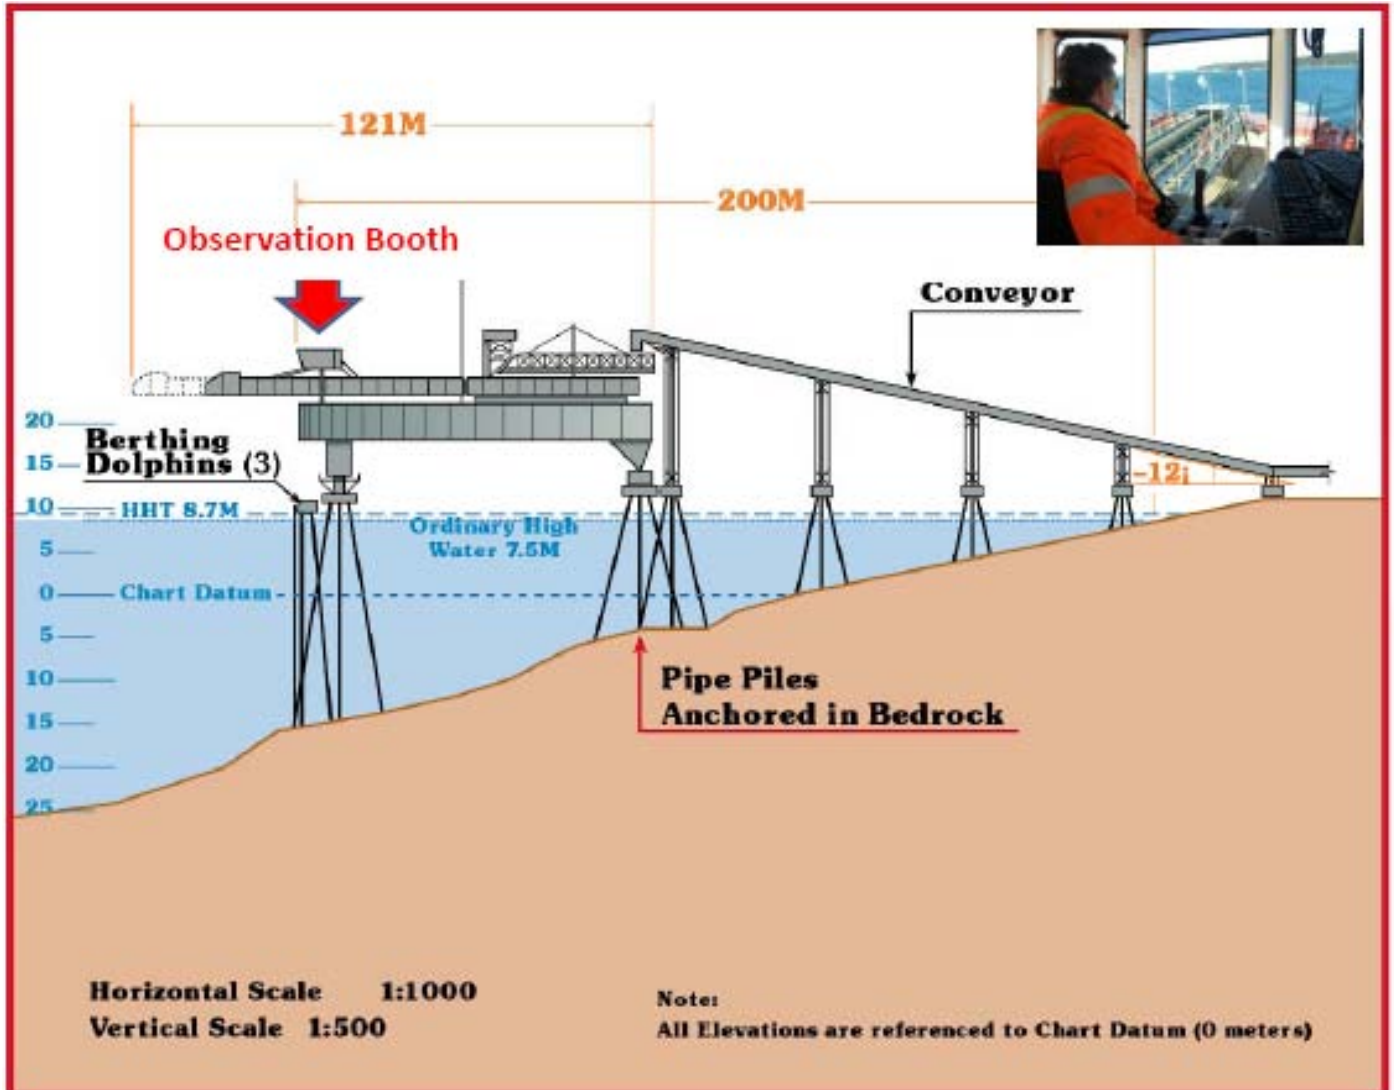 121M
200M
Observation Booth
Conveyor
20
Berthing
Dolphins (3)
15
~12¡
10
HHT 8.7M
Ordinary High
Water 7.5M
5
0
Chart Datum
5
10
Pipe Piles
Anchored in Bedrock
15
20
25
Horizontal Scale 1:1000
Vertical Scale 1:500
Note:
All Elevations are referenced to Chart Datum (0 meters)